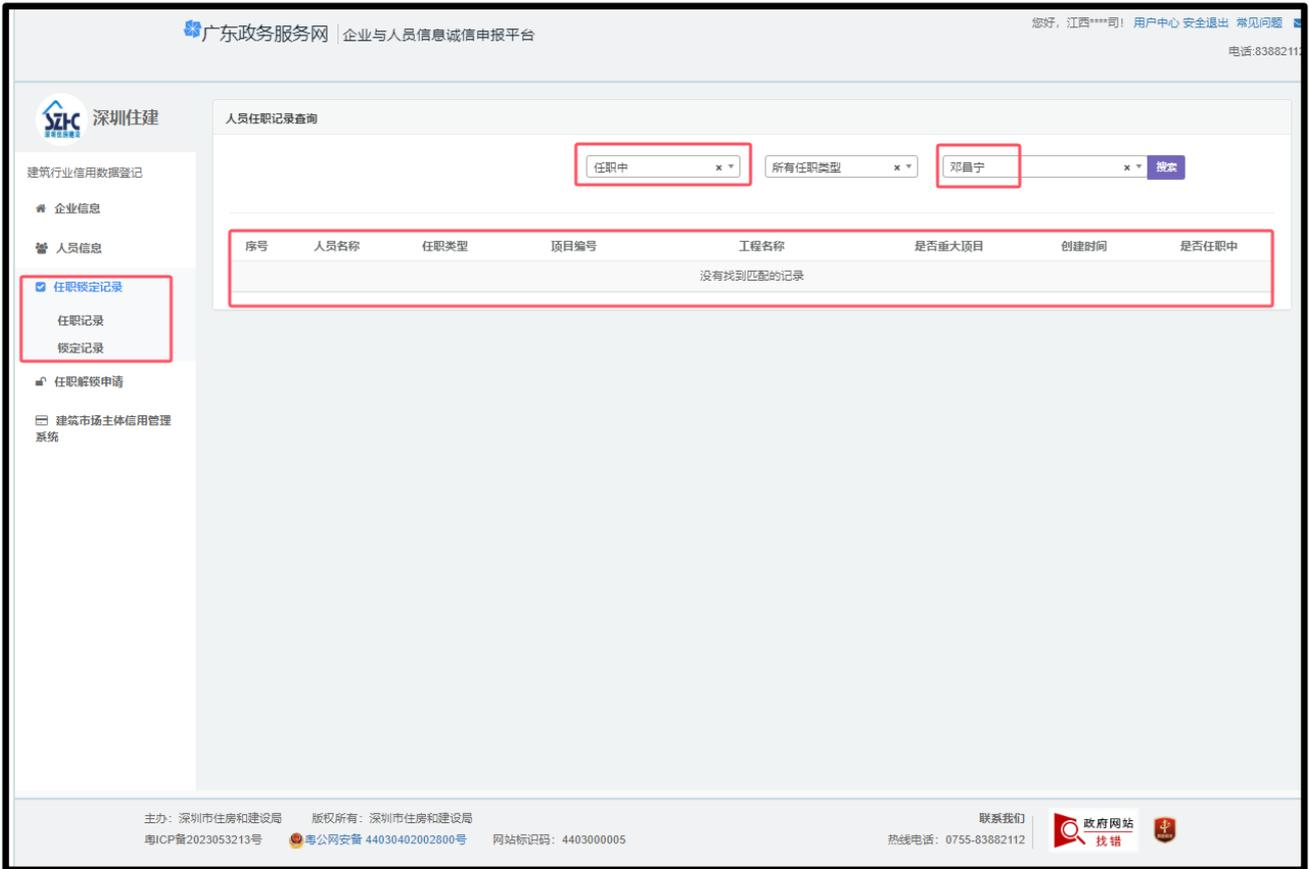 您好，江西****司！ 用户中心 安全退出 常见问题
广东政务服务网 企业与人员信息诚信申报平台
电话:83882112
SZHC 深圳住建
深圳住房建设
人员任职记录查询
任职中 × 所有任职类型 × 邓昌宁 × 搜索
建筑行业信用数据登记
企业信息
人员信息
任职锁定记录
任职记录
锁定记录
任职解锁申请
建筑市场主体信用管理
系统
序号 人员名称 任职类型 项目编号 工程名称 是否重大项目 创建时间 是否任职中
没有找到匹配的记录
主办：深圳市住房和建设局 版权所有：深圳市住房和建设局
粤ICP备2023053213号 粤公网安备 44030402002800号 网站标识码：4403000005
联系我们
热线电话：0755-83882112
政府网站
找错